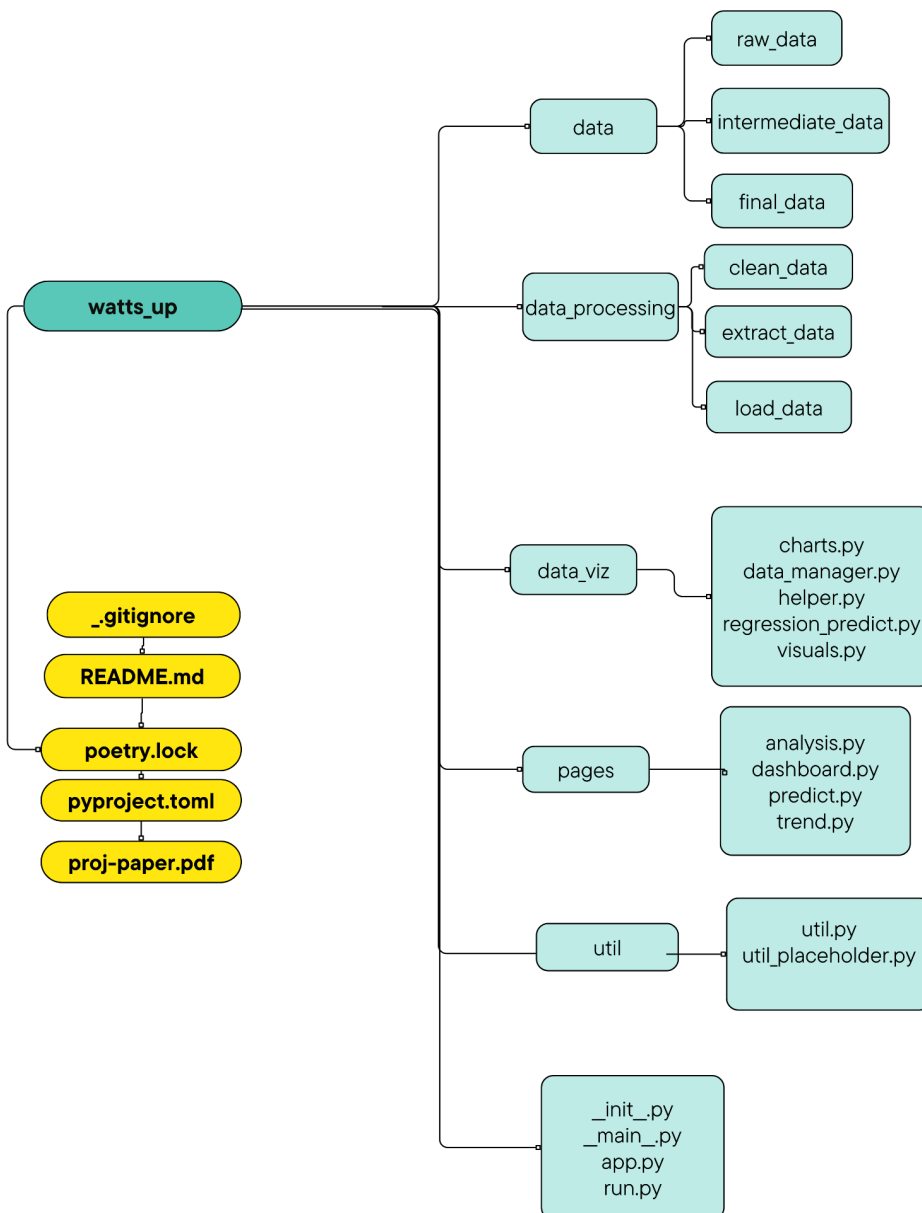 raw_data
data
intermediate_data
final_data
watts_up
data_processing
clean_data
extract_data
load_data
data_viz
charts.py
data_manager.py
helper.py
regression_predict.py
visuals.py
_.gitignore
README.md
poetry.lock
pyproject.toml
proj-paper.pdf
pages
analysis.py
dashboard.py
predict.py
trend.py
util
util.py
util_placeholder.py
_init_.py
_main_.py
app.py
run.py